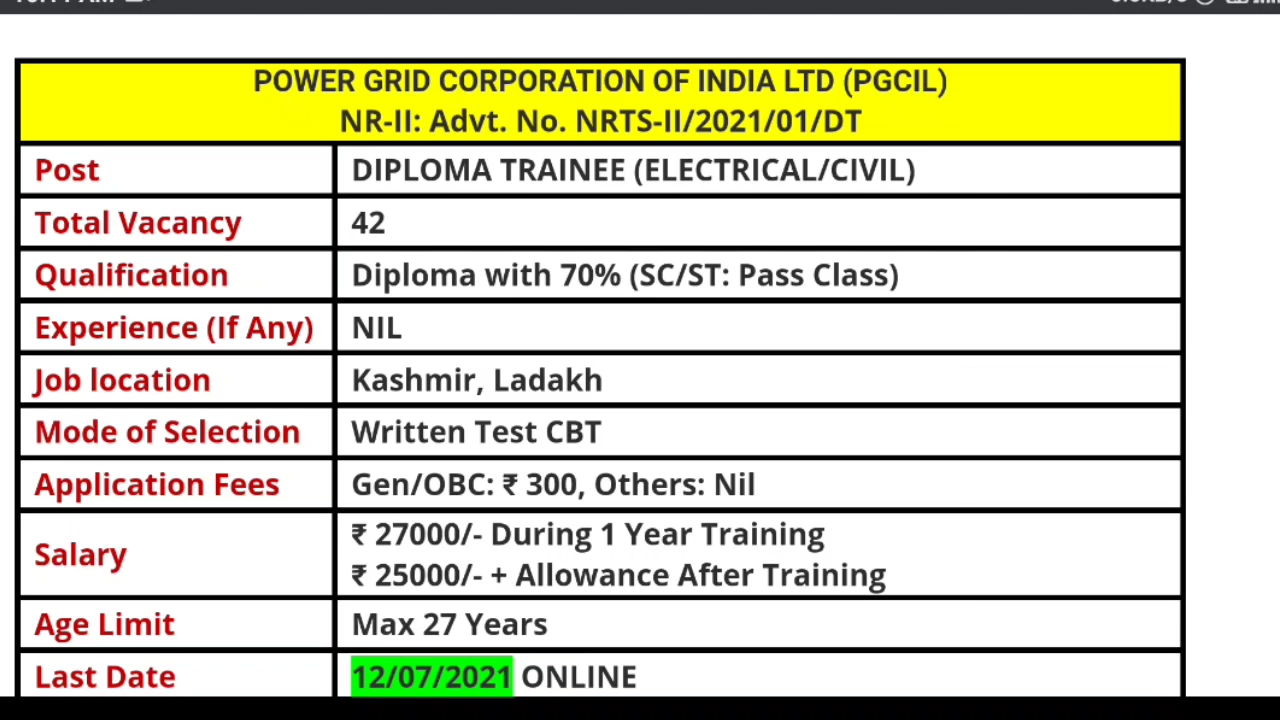 POWER GRID CORPORATION OF INDIA LTD (PGCIL)
NR-II: Advt. No. NRTS-II/2021/01/DT
Post DIPLOMA TRAINEE (ELECTRICAL/CIVIL)
Total Vacancy 42
Qualification Diploma with 70% (SC/ST: Pass Class)
Experience (If Any) NIL
Job location Kashmir, Ladakh
Mode of Selection Written Test CBT
Application Fees Gen/OBC: ₹ 300, Others: Nil
Salary ₹ 27000/- During 1 Year Training
₹ 25000/- + Allowance After Training
Age Limit Max 27 Years
Last Date 12/07/2021 ONLINE